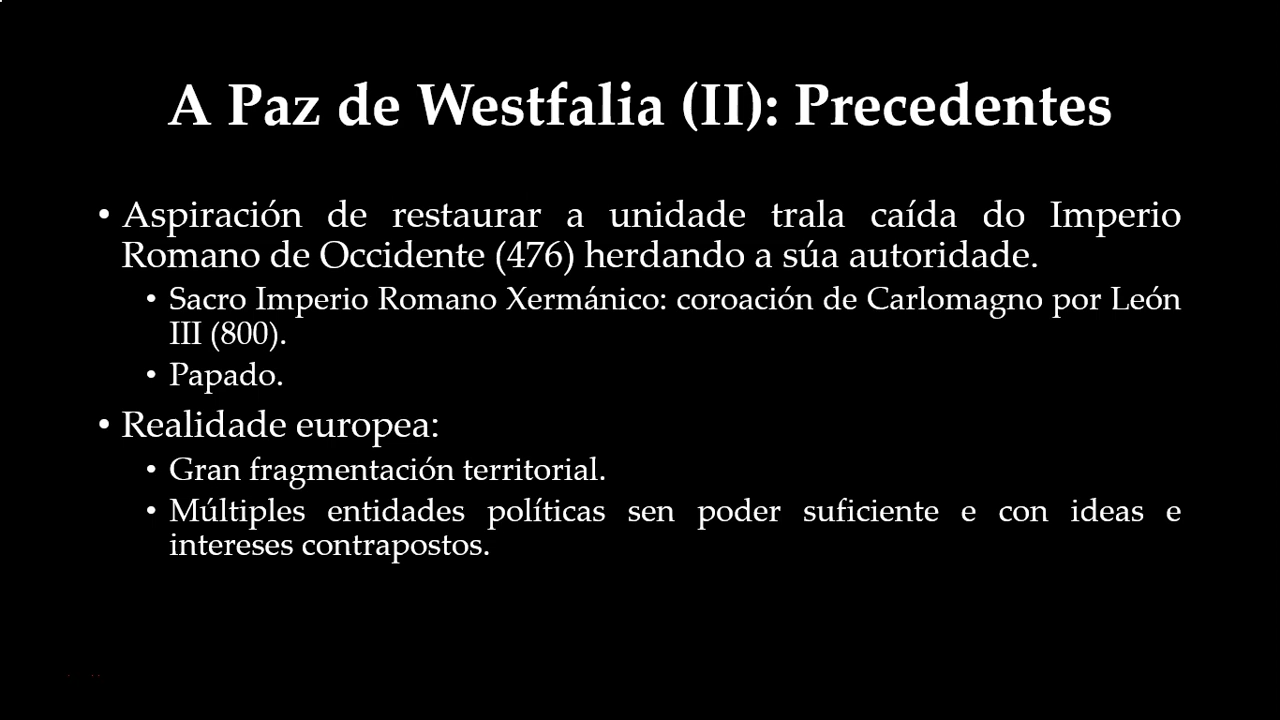 A Paz de Westfalia (II): Precedentes
• Aspiración de restaurar a unidade trala caída do Imperio
Romano de Occidente (476) herdando a súa autoridade.
• Sacro Imperio Romano Xermánico: coroación de Carlomagno por León
III (800).
• Papado.
• Realidade europea:
• Gran fragmentación territorial.
• Múltiples entidades políticas sen poder suficiente e con ideas e
intereses contrapostos.